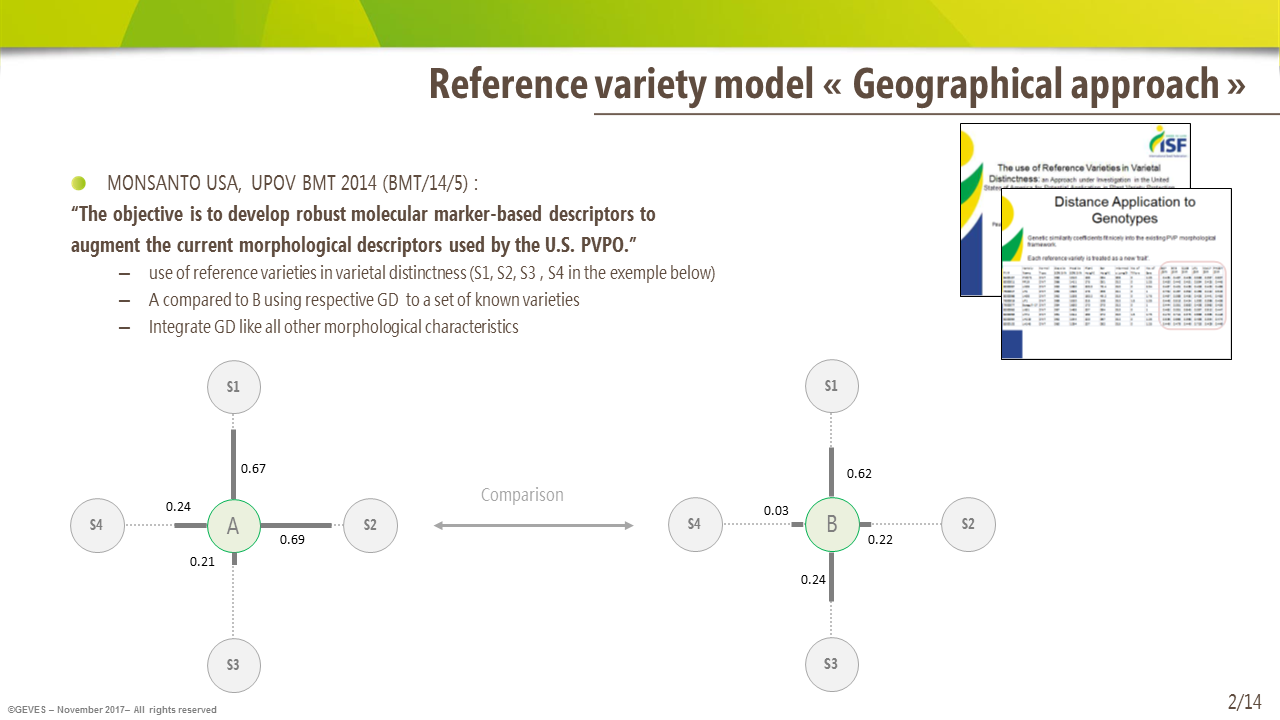 Reference variety model « Geographical approach »
MONSANTO USA, UPOV BMT 2014 (BMT/14/5) :
“The objective is to develop robust molecular marker-based descriptors to
augment the current morphological descriptors used by the U.S. PVPO.”
– use of reference varieties in varietal distinctness (S1, S2, S3 , S4 in the exemple below)
– A compared to B using respective GD to a set of known varieties
– Integrate GD like all other morphological characteristics
ISF
The use of Reference Varieties in Varietal
Distinctness: an Approach under Investigation in the United
Distance Application to
Genotypes
Genetic similarity coefficients fit nicely into the existing PVP morphological
framework.
Each reference variety is treated as a new 'trait'.
S1
0.67
0.24
S4
A
S2
0.69
0.21
S3
Comparison
S1
0.62
0.03
S4
B
S2
0.22
0.24
S3
©GEVES – November 2017– All rights reserved
2/14